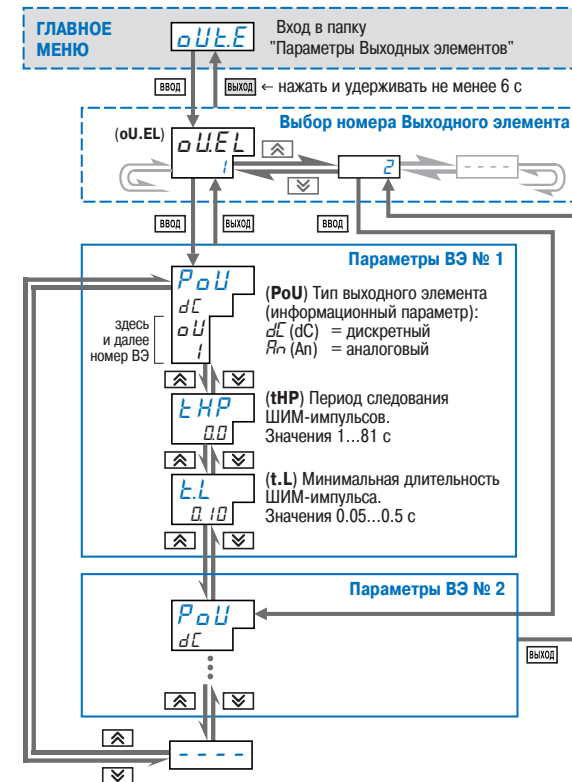 ГЛАВНОЕ
МЕНЮ
oUt.E
Вход в папку
"Параметры Выходных элементов"
ввод
выход ← нажать и удерживать не менее 6 с
Выбор номера Выходного элемента
(oU.EL)
oU.EL
1
2
- - - -
ввод
выход
ввод
Параметры ВЭ № 1
PoU
dC
oU
1
здесь
и далее
номер ВЭ
(PoU) Тип выходного элемента
(информационный параметр):
dC (dC) = дискретный
An (An) = аналоговый
tHP
0.0
(tHP) Период следования
ШИМ-импульсов.
Значения 1...81 с
t.L
0.10
(t.L) Минимальная длительность
ШИМ-импульса.
Значения 0.05...0.5 с
Параметры ВЭ № 2
PoU
dC
выход
- - - -